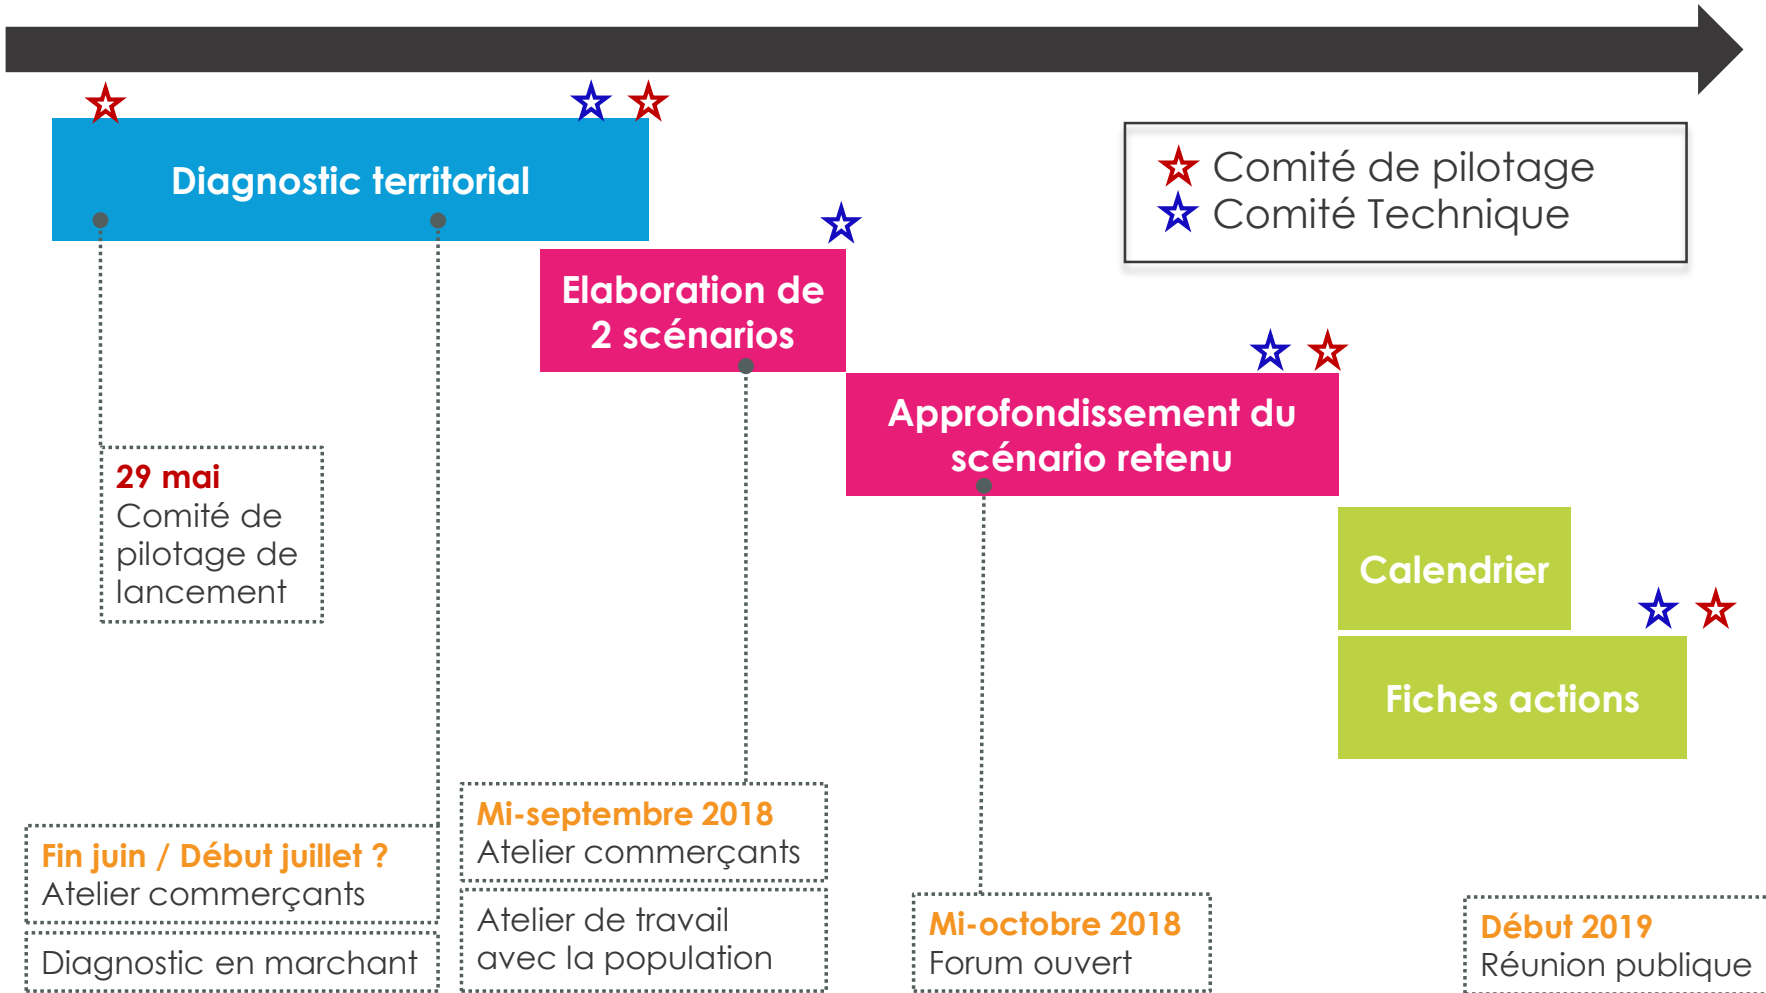 Diagnostic territorial
Comité de pilotage
Comité Technique
Elaboration de
2 scénarios
Approfondissement du
scénario retenu
29 mai
Comité de
pilotage de
lancement
Calendrier
Fiches actions
Fin juin / Début juillet ?
Atelier commerçants
Diagnostic en marchant
Mi-septembre 2018
Atelier commerçants
Atelier de travail
avec la population
Mi-octobre 2018
Forum ouvert
Début 2019
Réunion publique